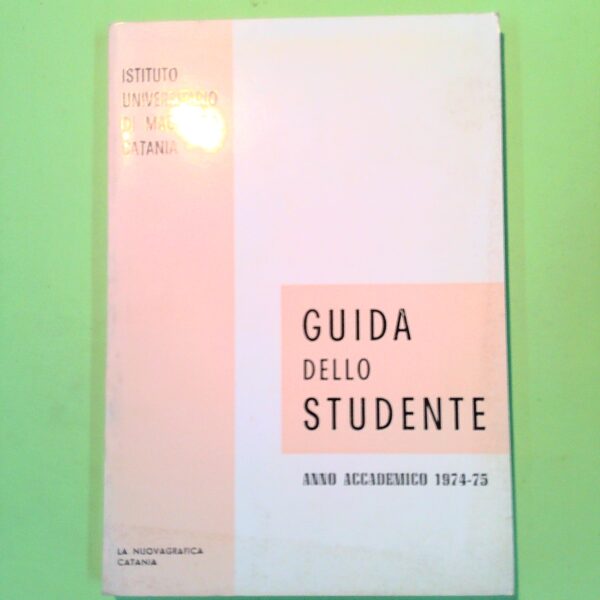 ISTITUTO
UNIVERSITARIO
DI
CATANIA
GUIDA
DELLO
STUDENTE
ANNO ACCADEMICO 1974-75
LA NUOVAGRAFICA
CATANIA